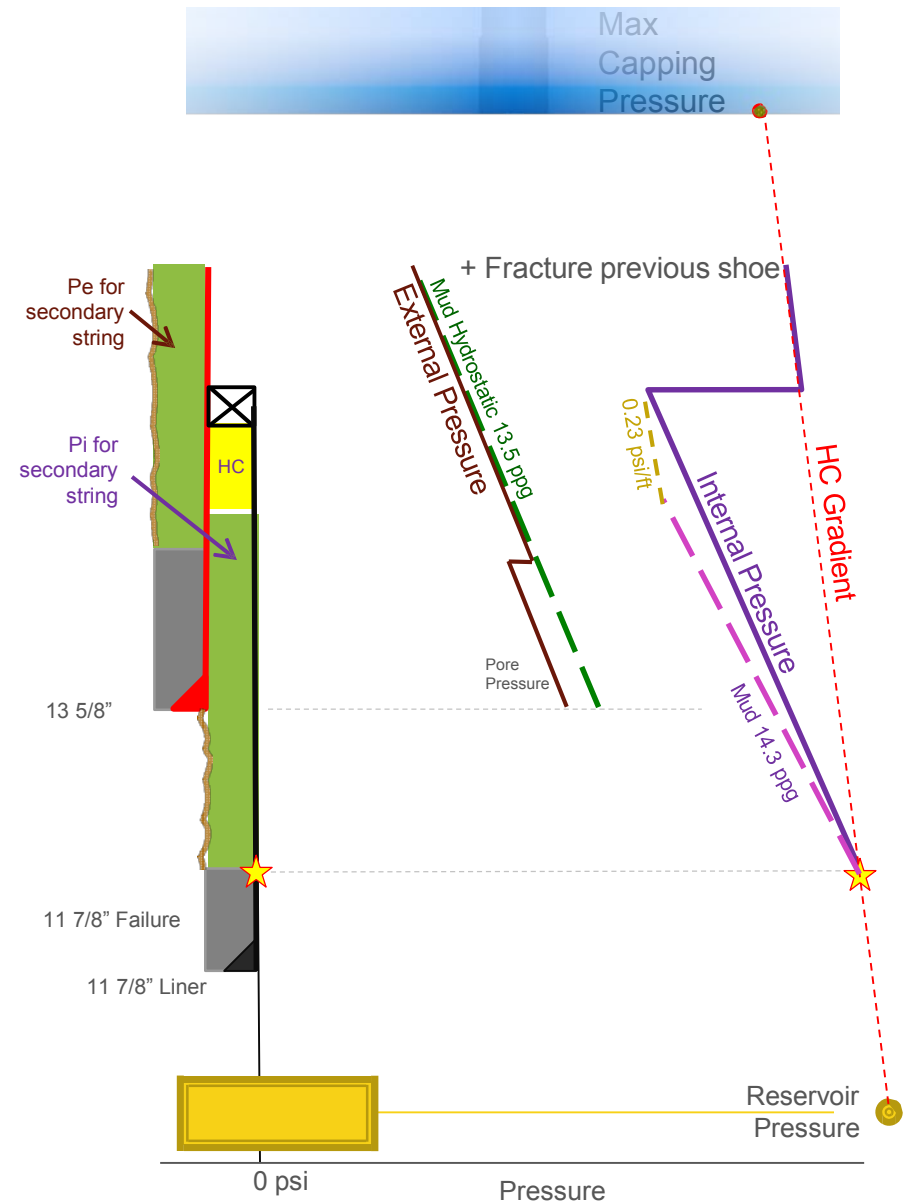 Max
Capping
Pressure
+ Fracture previous shoe
Pe for
secondary
string
Mud Hydrostatic 13.5 ppg
External Pressure
0.23 psi/ft
Pi for
secondary
string
HC
HC Gradient
Internal Pressure
Pore
Pressure
Mud 14.3 ppg
13 5/8”
11 7/8” Failure
11 7/8” Liner
Reservoir
Pressure
0 psi
Pressure